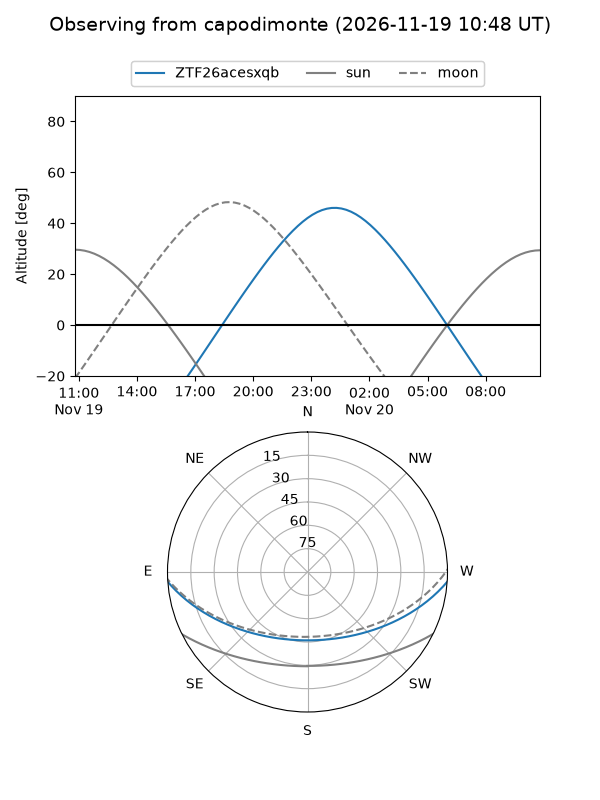 Observing from capodimonte (2026-11-19 10:48 UT)
ZTF26acesxqb sun moon
Altitude [deg]
80
60
40
20
0
−20
11:00 14:00 17:00 20:00 23:00 02:00 05:00 08:00
Nov 19 Nov 20
N
NE NW
15
30
45
60
75
E W
SE SW
S